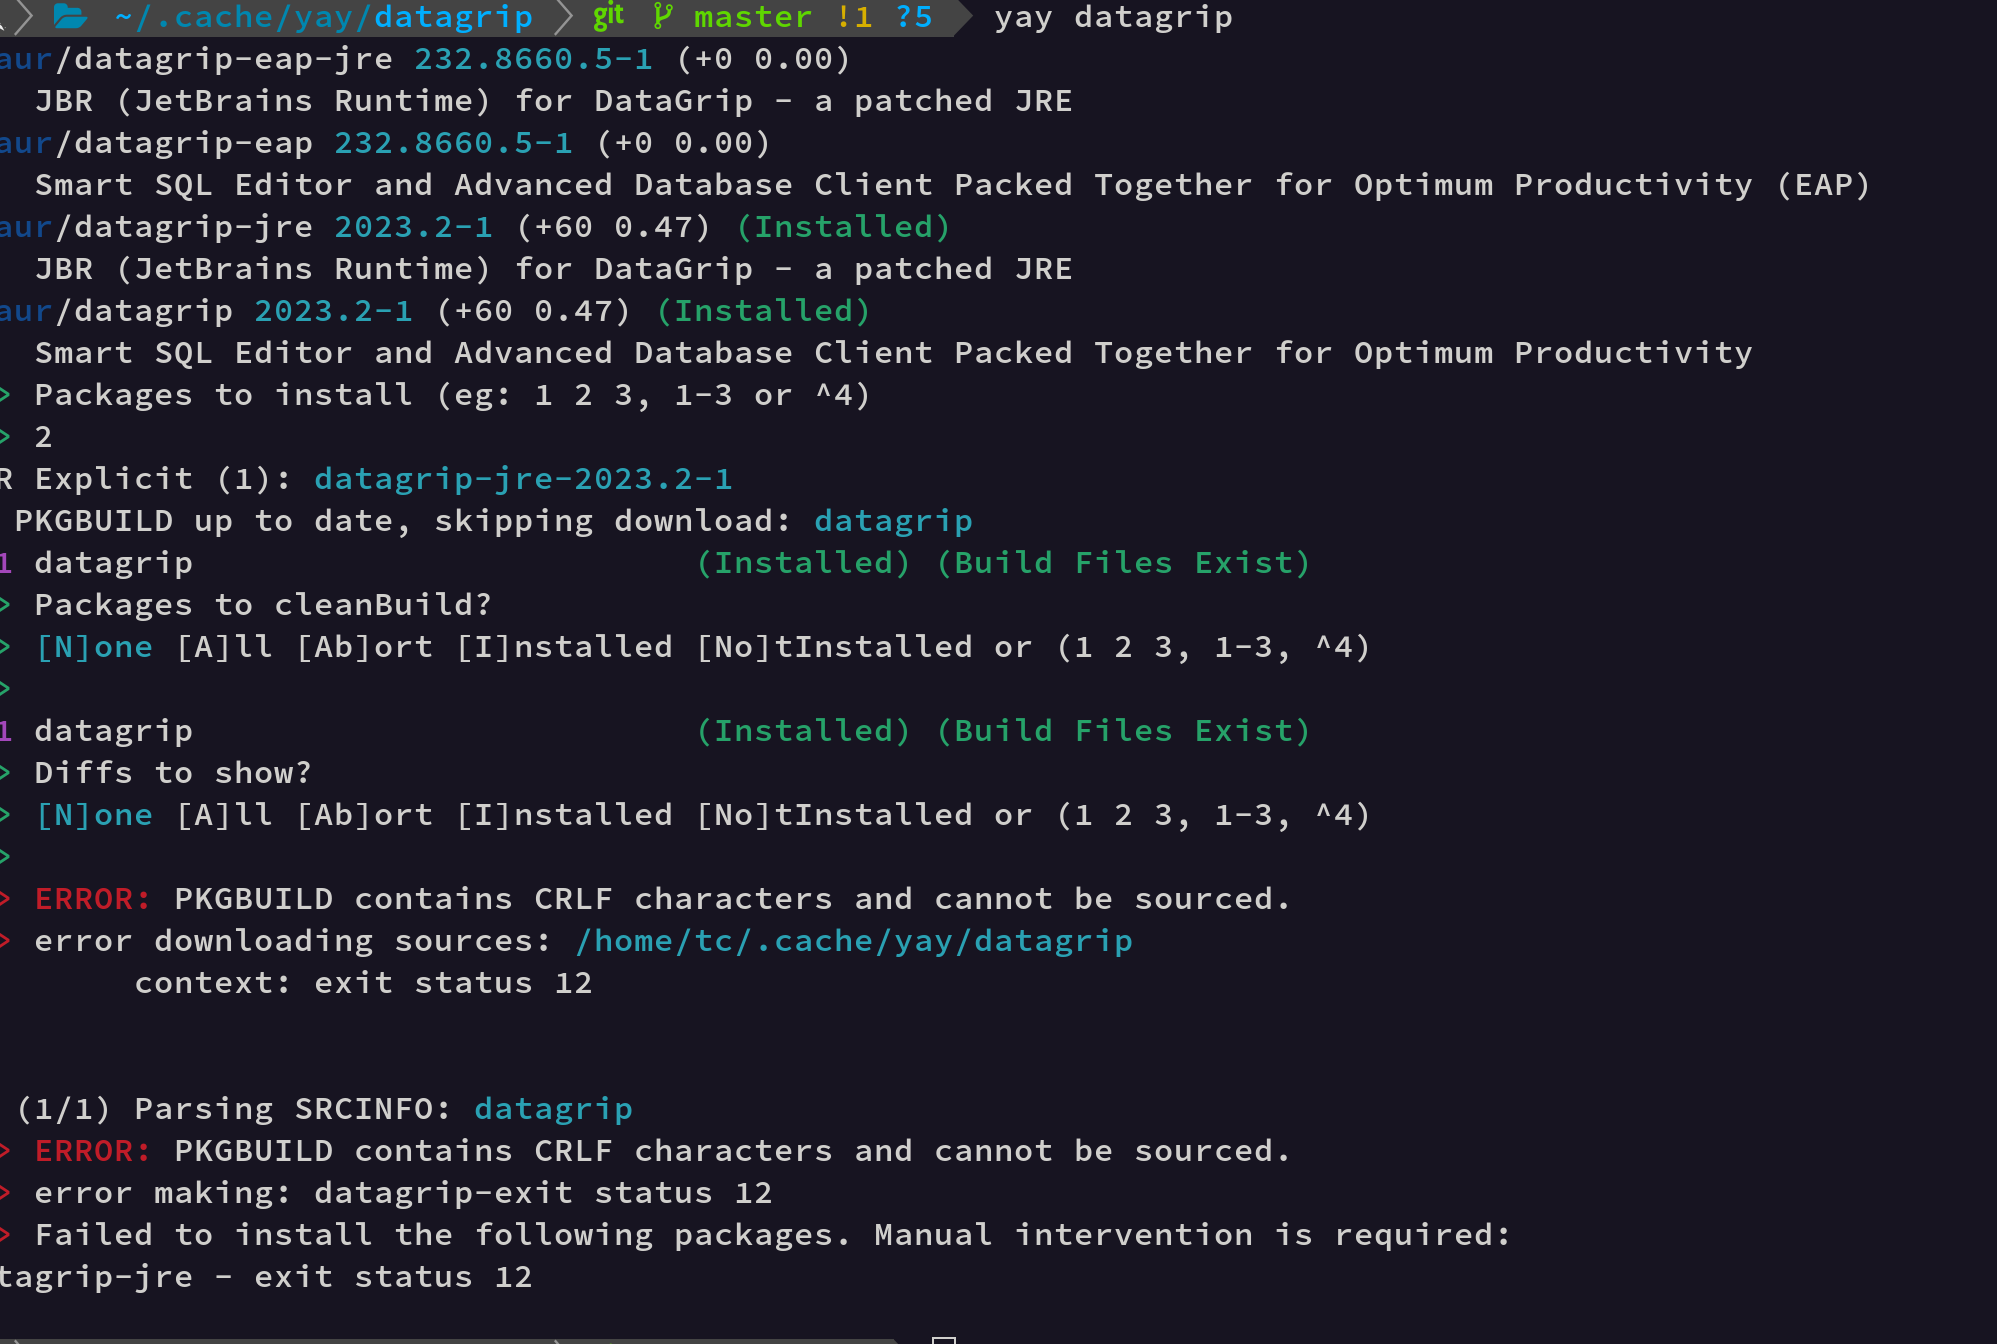 ~/.cache/yay/datagrip git master !1 ?5 yay datagrip
aur/datagrip-eap-jre 232.8660.5-1 (+0 0.00)
JBR (JetBrains Runtime) for DataGrip - a patched JRE
aur/datagrip-eap 232.8660.5-1 (+0 0.00)
Smart SQL Editor and Advanced Database Client Packed Together for Optimum Productivity (EAP)
aur/datagrip-jre 2023.2-1 (+60 0.47) (Installed)
JBR (JetBrains Runtime) for DataGrip - a patched JRE
aur/datagrip 2023.2-1 (+60 0.47) (Installed)
Smart SQL Editor and Advanced Database Client Packed Together for Optimum Productivity
> Packages to install (eg: 1 2 3, 1-3 or ^4)
> 2
R Explicit (1): datagrip-jre-2023.2-1
PKGBUILD up to date, skipping download: datagrip
1 datagrip (Installed) (Build Files Exist)
> Packages to cleanBuild?
> [N]one [A]ll [Ab]ort [I]nstalled [No]tInstalled or (1 2 3, 1-3, ^4)
>
1 datagrip (Installed) (Build Files Exist)
> Diffs to show?
> [N]one [A]ll [Ab]ort [I]nstalled [No]tInstalled or (1 2 3, 1-3, ^4)
>
> ERROR: PKGBUILD contains CRLF characters and cannot be sourced.
> error downloading sources: /home/tc/.cache/yay/datagrip
context: exit status 12
(1/1) Parsing SRCINFO: datagrip
> ERROR: PKGBUILD contains CRLF characters and cannot be sourced.
> error making: datagrip-exit status 12
> Failed to install the following packages. Manual intervention is required:
tagrip-jre - exit status 12